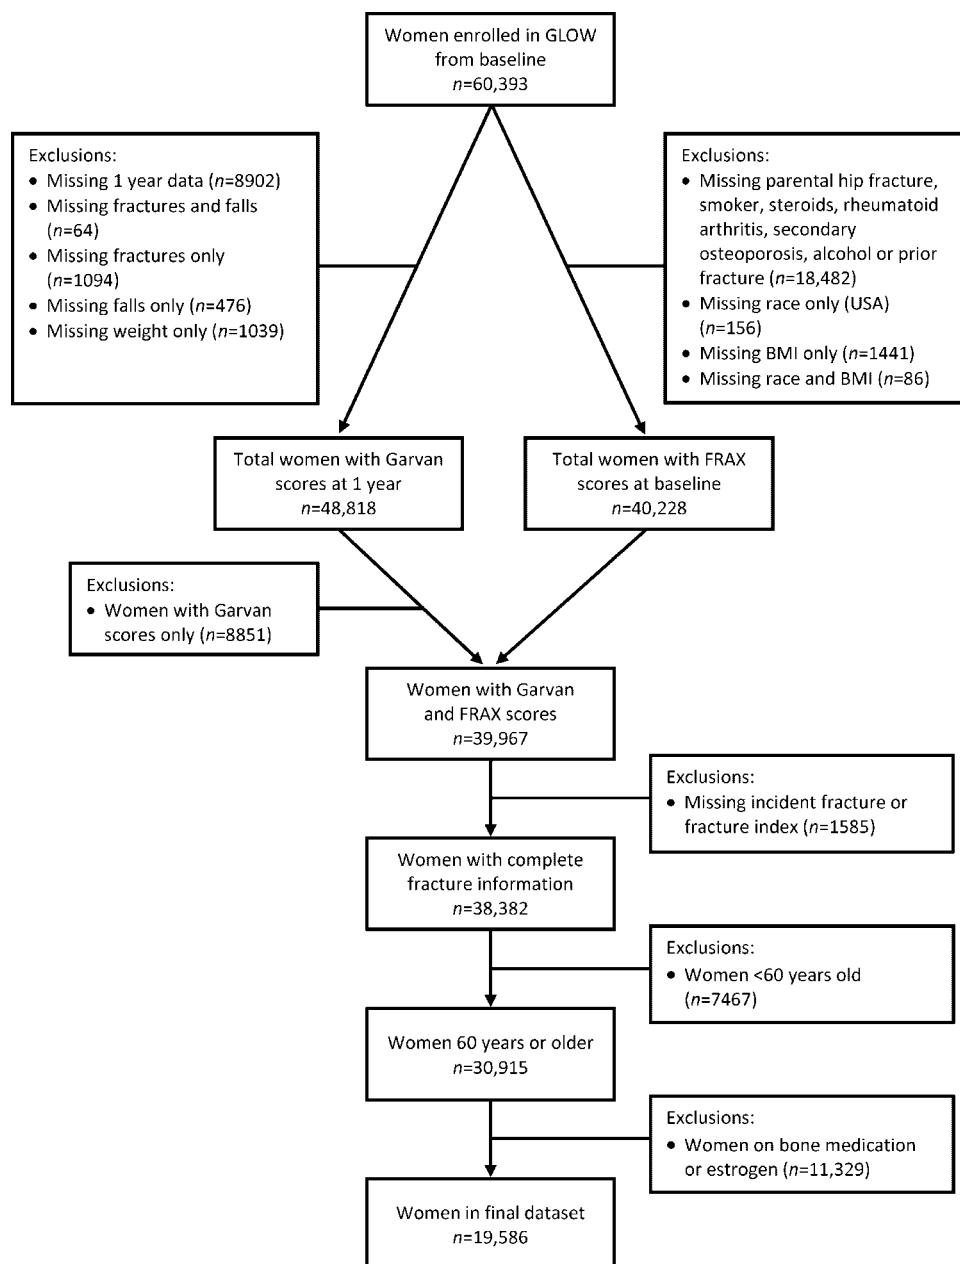 Women enrolled in GLOW
from baseline
n=60,393
Exclusions:
• Missing 1 year data (n=8902)
• Missing fractures and falls
(n=64)
• Missing fractures only
(n=1094)
• Missing falls only (n=476)
• Missing weight only (n=1039)
Exclusions:
• Missing parental hip fracture,
smoker, steroids, rheumatoid
arthritis, secondary
osteoporosis, alcohol or prior
fracture (n=18,482)
• Missing race only (USA)
(n=156)
• Missing BMI only (n=1441)
• Missing race and BMI (n=86)
Total women with Garvan
scores at 1 year
n=48,818
Total women with FRAX
scores at baseline
n=40,228
Exclusions:
• Women with Garvan
scores only (n=8851)
Women with Garvan
and FRAX scores
n=39,967
Exclusions:
• Missing incident fracture or
fracture index (n=1585)
Women with complete
fracture information
n=38,382
Exclusions:
• Women <60 years old
(n=7467)
Women 60 years or older
n=30,915
Exclusions:
• Women on bone medication
or estrogen (n=11,329)
Women in final dataset
n=19,586